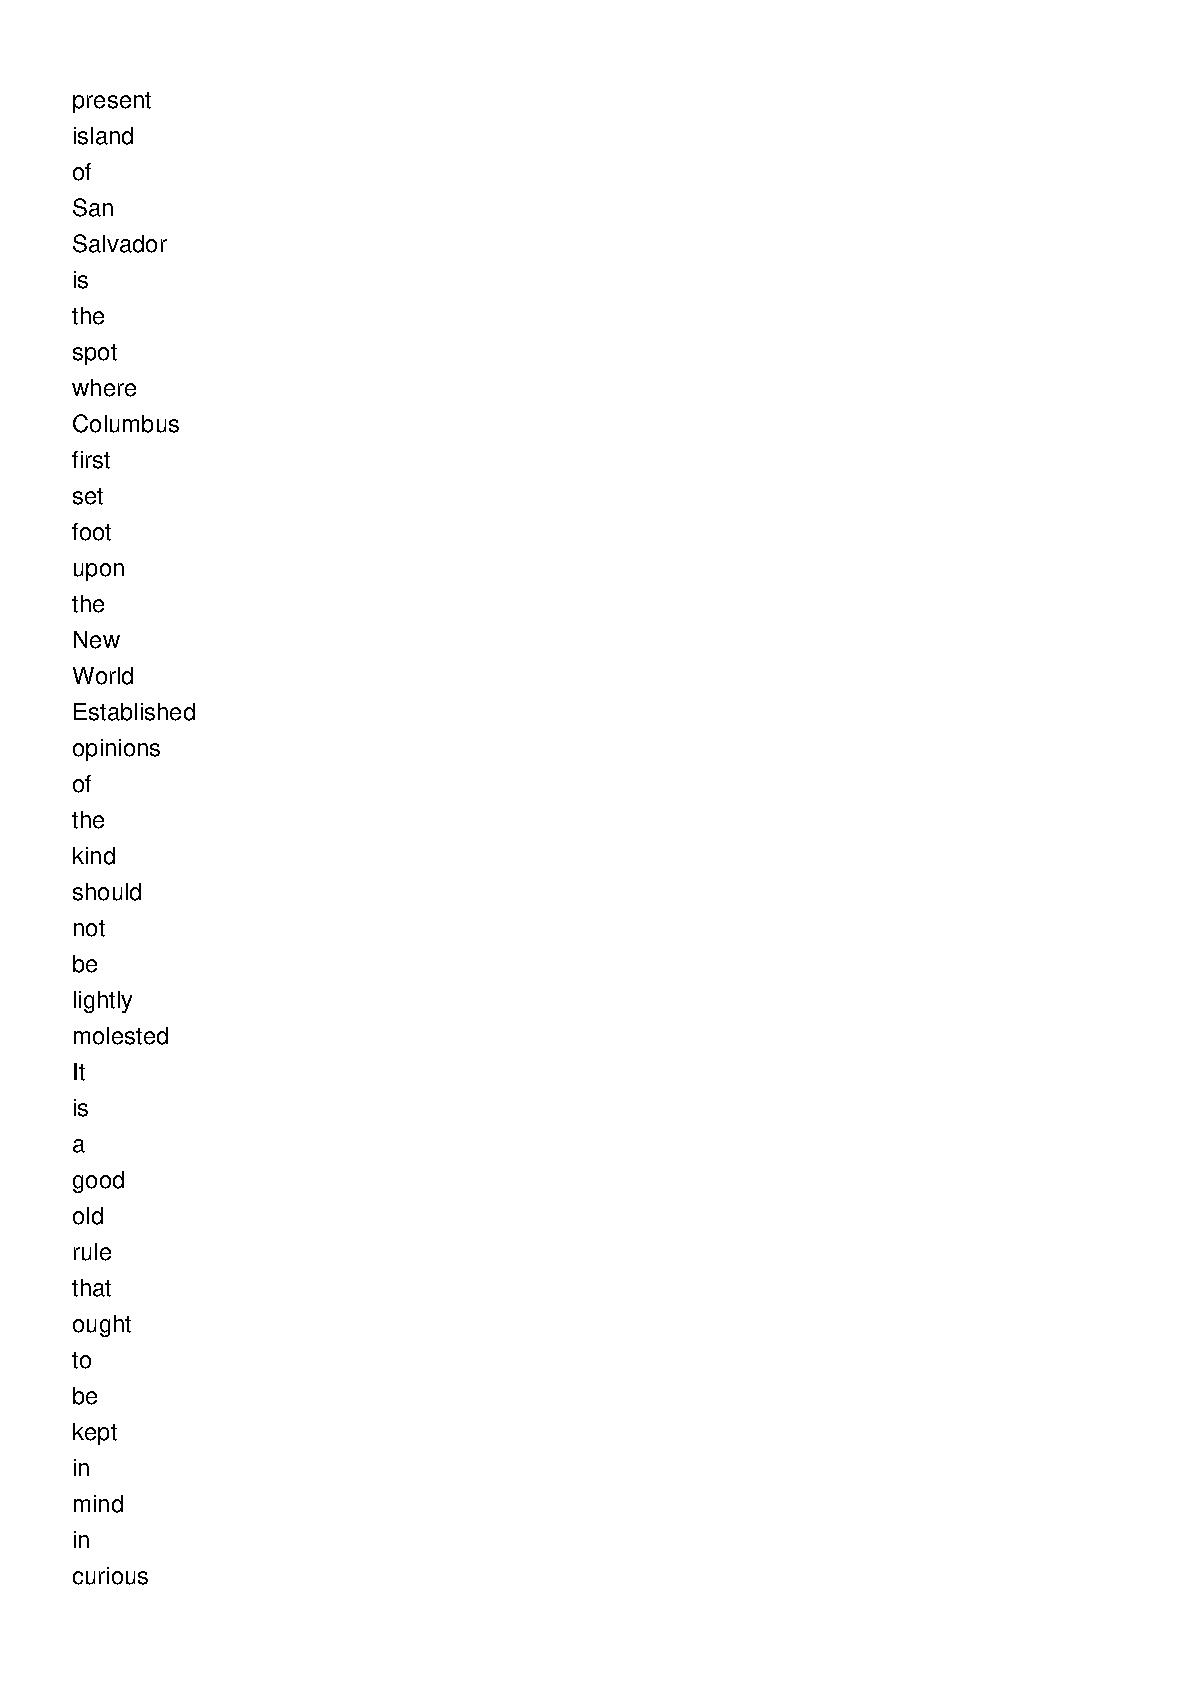 present
island
of
San
Salvador
is
the
spot
where
Columbus
first
set
foot
upon
the
New
World
Established
opinions
of
the
kind
should
not
be
lightly
molested
It
is
a
good
old
rule
that
ought
to
be
kept
in
mind
in
curious